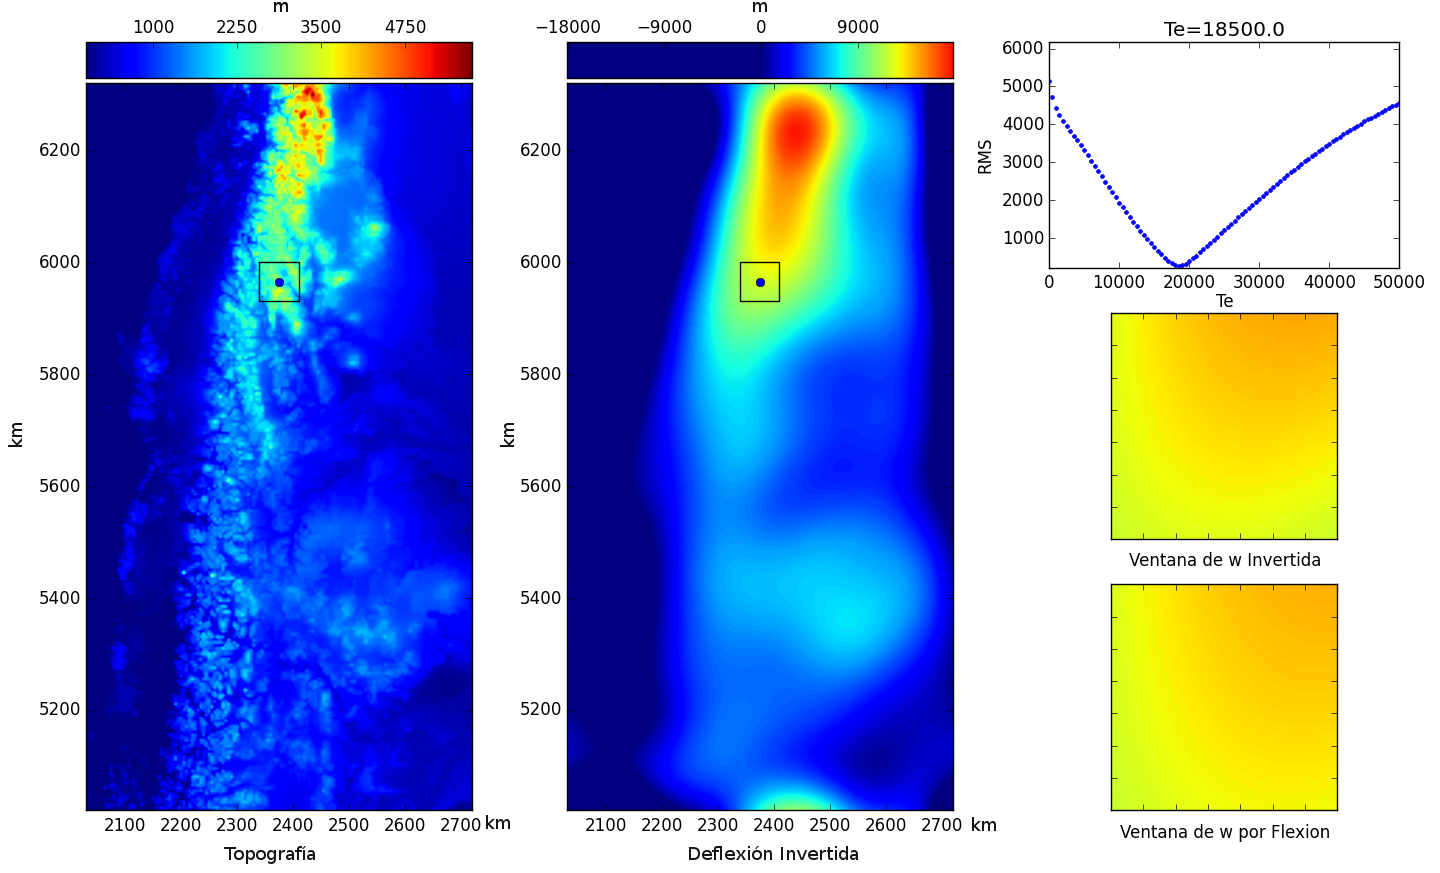 m
1000 2250 3500 4750
6200
6000
5800
5600
5400
5200
km
2100 2200 2300 2400 2500 2600 2700 km
Topografía
m
−18000 −9000 0 9000
6200
6000
5800
5600
5400
5200
km
2100 2200 2300 2400 2500 2600 2700 km
Deflexión Invertida
Te=18500.0
6000
5000
4000
3000
2000
1000
RMS
0 10000 20000 30000 40000 50000
Te
Ventana de w Invertida
Ventana de w por Flexion